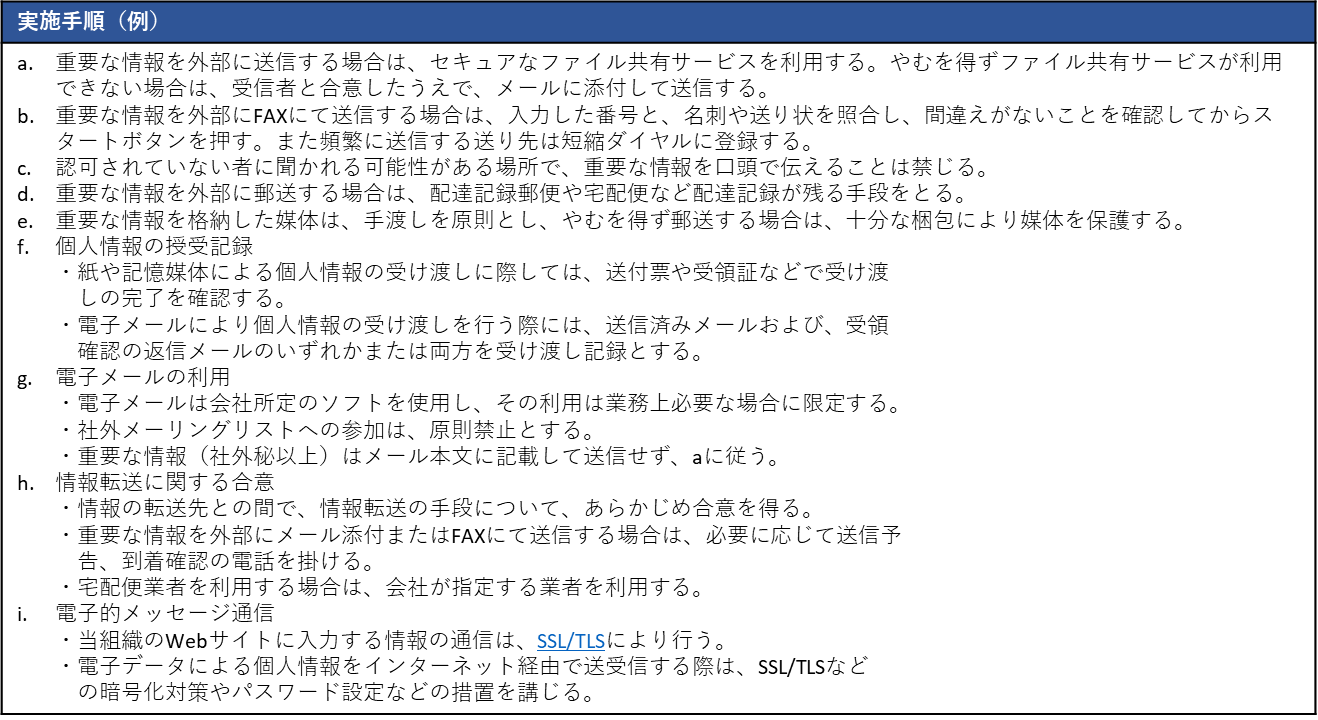 実施手順（例）
a. 重要な情報を外部に送信する場合は、セキュアなファイル共有サービスを利用する。やむを得ずファイル共有サービスが利用
できない場合は、受信者と合意したうえで、メールに添付して送信する。
b. 重要な情報を外部にFAXにて送信する場合は、入力した番号と、名刺や送り状を照合し、間違えがないことを確認してからス
タートボタンを押す。また頻繁に送信する送り先は短縮ダイヤルに登録する。
c. 認可されていない者に聞かれる可能性がある場所で、重要な情報を口頭で伝えることは禁じる。
d. 重要な情報を外部に郵送する場合は、配達記録郵便や宅配便など配達記録が残る手段をとる。
e. 重要な情報を格納した媒体は、手渡しを原則とし、やむを得ず郵送する場合は、十分な梱包により媒体を保護する。
f. 個人情報の授受記録
・紙や記憶媒体による個人情報の受け渡しに際しては、送付票や受領証などで受け渡
しの完了を確認する。
・電子メールにより個人情報の受け渡しを行う際には、送信済みメールおよび、受領
確認の返信メールのいずれかまたは両方を受け渡し記録とする。
g. 電子メールの利用
・電子メールは会社所定のソフトを使用し、その利用は業務上必要な場合に限定する。
・社外メーリングリストへの参加は、原則禁止とする。
・重要な情報（社外秘以上）はメール本文に記載して送信せず、aに従う。
h. 情報転送に関する合意
・情報の転送先との間で、情報転送の手段について、あらかじめ合意を得る。
・重要な情報を外部にメール添付またはFAXにて送信する場合は、必要に応じて送信予
告、到着確認の電話を掛ける。
・宅配便業者を利用する場合は、会社が指定する業者を利用する。
i. 電子的メッセージ通信
・当組織のWebサイトに入力する情報の通信は、SSL/TLSにより行う。
・電子データによる個人情報をインターネット経由で送受信する際は、SSL/TLSなど
の暗号化対策やパスワード設定などの措置を講じる。